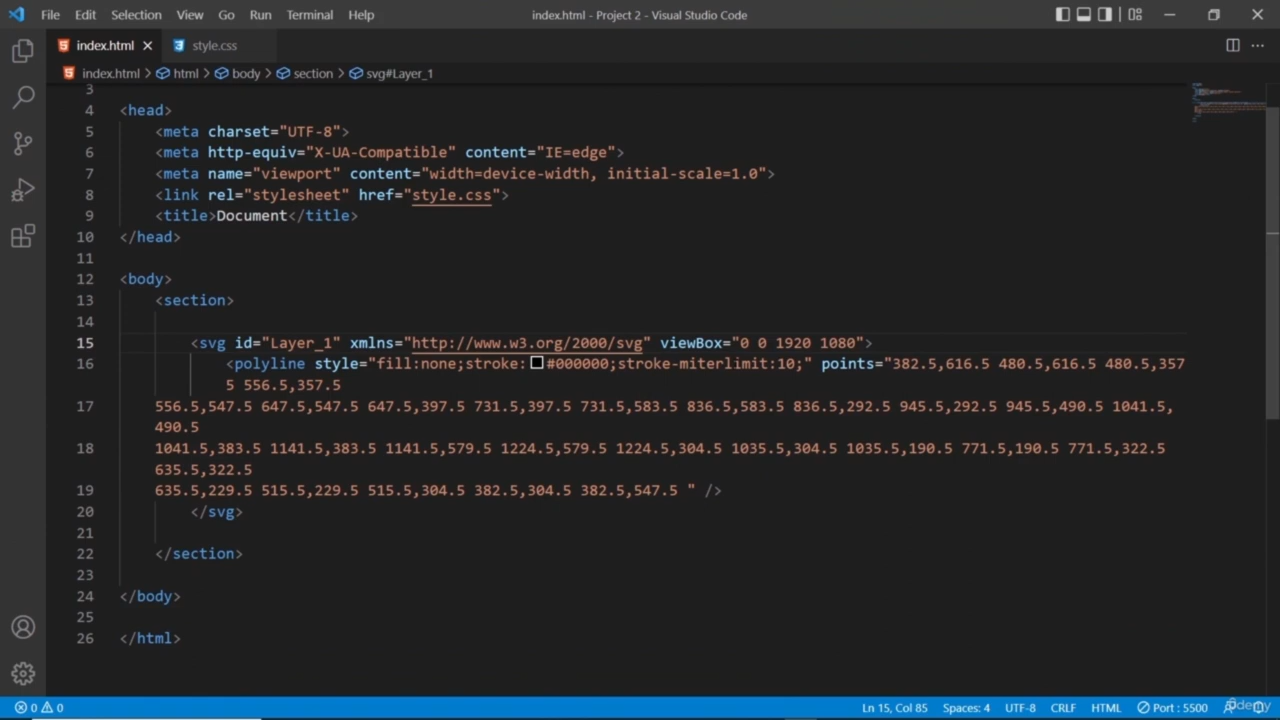 File Edit Selection View Go Run Terminal Help index.html - Project 2 - Visual Studio Code
index.html style.css
index.html > html > body > section > svg#Layer_1
3
4 <head>
5 <meta charset="UTF-8">
6 <meta http-equiv="X-UA-Compatible" content="IE=edge">
7 <meta name="viewport" content="width=device-width, initial-scale=1.0">
8 <link rel="stylesheet" href="style.css">
9 <title>Document</title>
10 </head>
11
12 <body>
13 <section>
14
15 <svg id="Layer_1" xmlns="http://www.w3.org/2000/svg" viewBox="0 0 1920 1080">
16 <polyline style="fill:none;stroke:#000000;stroke-miterlimit:10;" points="382.5,616.5 480.5,616.5 480.5,357
5 556.5,357.5
17 556.5,547.5 647.5,547.5 647.5,397.5 731.5,397.5 731.5,583.5 836.5,583.5 836.5,292.5 945.5,292.5 945.5,490.5 1041.5,
490.5
18 1041.5,383.5 1141.5,383.5 1141.5,579.5 1224.5,579.5 1224.5,304.5 1035.5,304.5 1035.5,190.5 771.5,190.5 771.5,322.5
635.5,322.5
19 635.5,229.5 515.5,229.5 515.5,304.5 382.5,304.5 382.5,547.5 " />
20 </svg>
21
22 </section>
23
24 </body>
25
26 </html>
0 0 Ln 15, Col 85 Spaces: 4 UTF-8 CRLF HTML Port : 5500